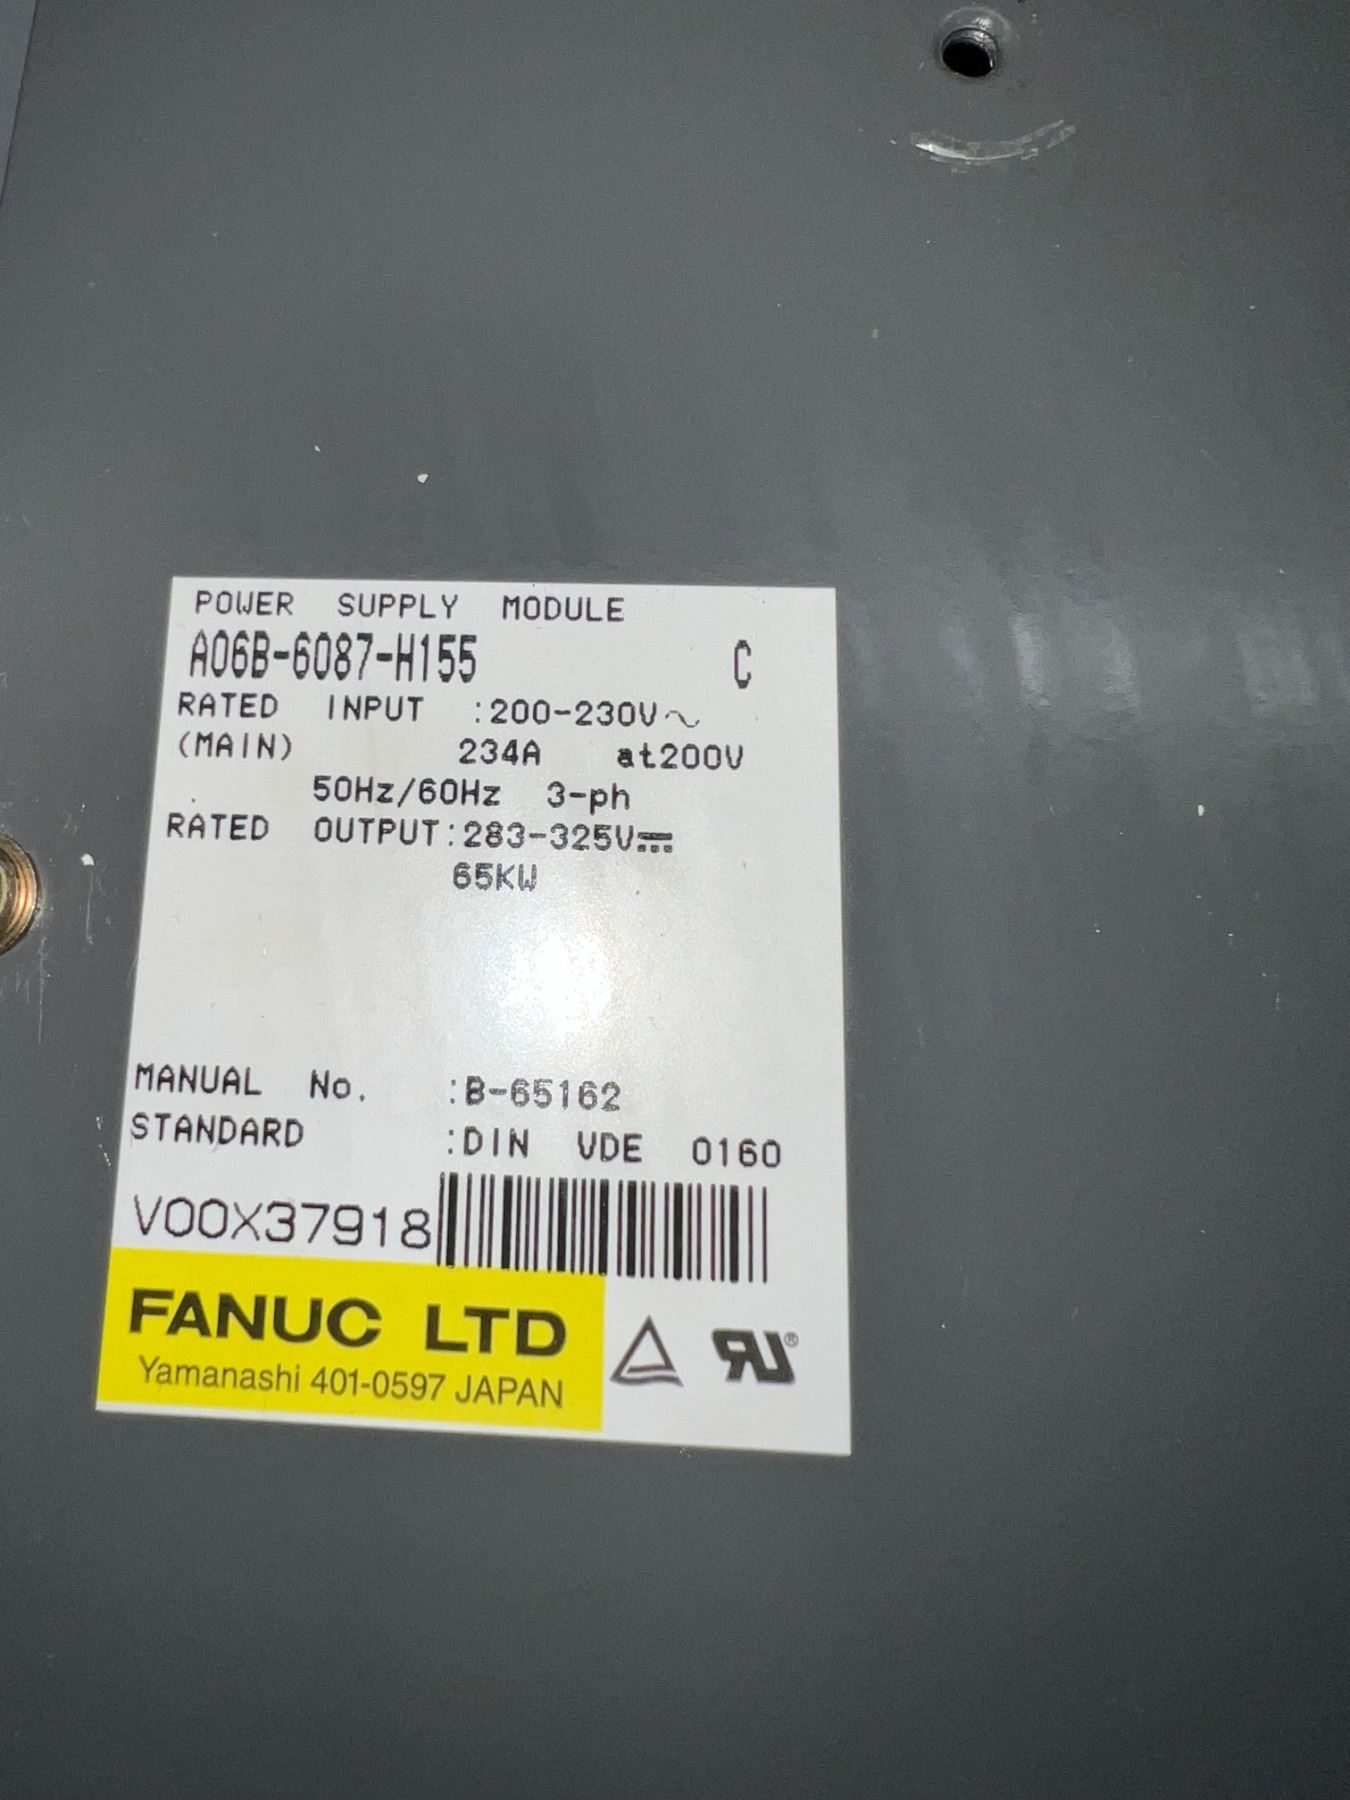 POWER SUPPLY MODULE
A06B-6087-H155 C
RATED INPUT :200-230V～
(MAIN) 234A at200V
50Hz/60Hz 3-ph
RATED OUTPUT:283-325V⎓
65KW
MANUAL No. :B-65162
STANDARD :DIN VDE 0160
V00X37918
FANUC LTD
Yamanashi 401-0597 JAPAN
RU®